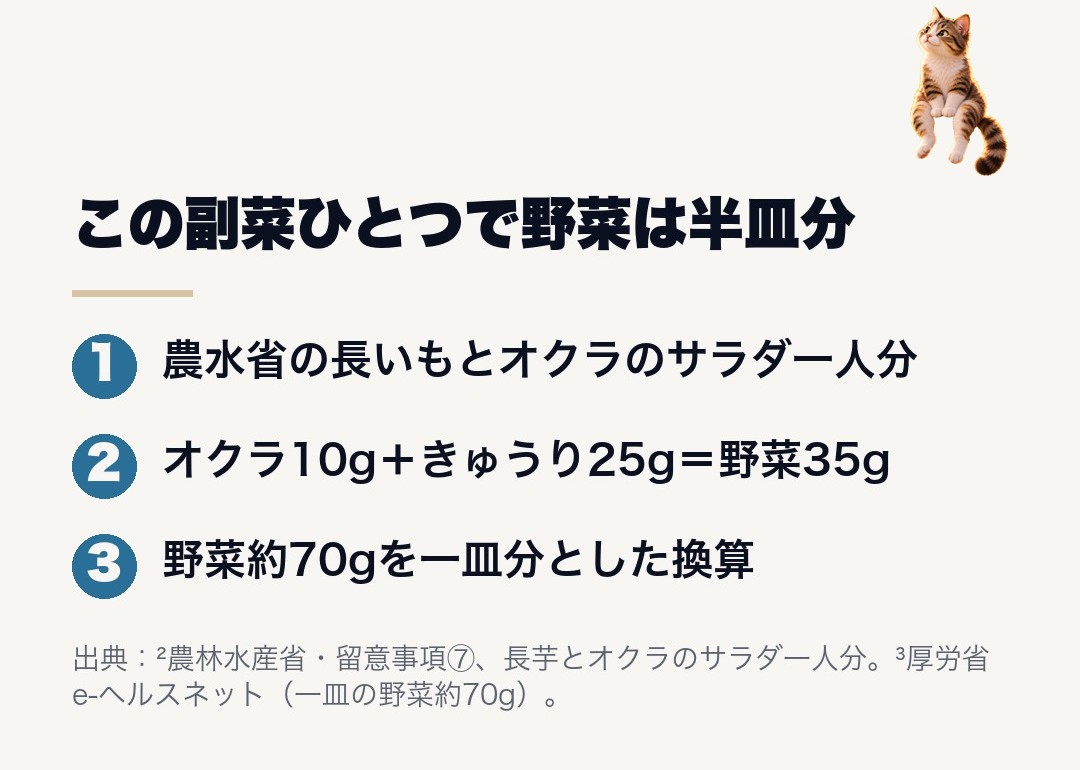 この副菜ひとつで野菜は半皿分
1 農水省の長いもとオクラのサラダ一人分
2 オクラ10g＋きゅうり25g＝野菜35g
3 野菜約70gを一皿分とした換算
出典：²農林水産省・留意事項⑦、長芋とオクラのサラダ一人分。³厚労省
e-ヘルスネット（一皿の野菜約70g）。